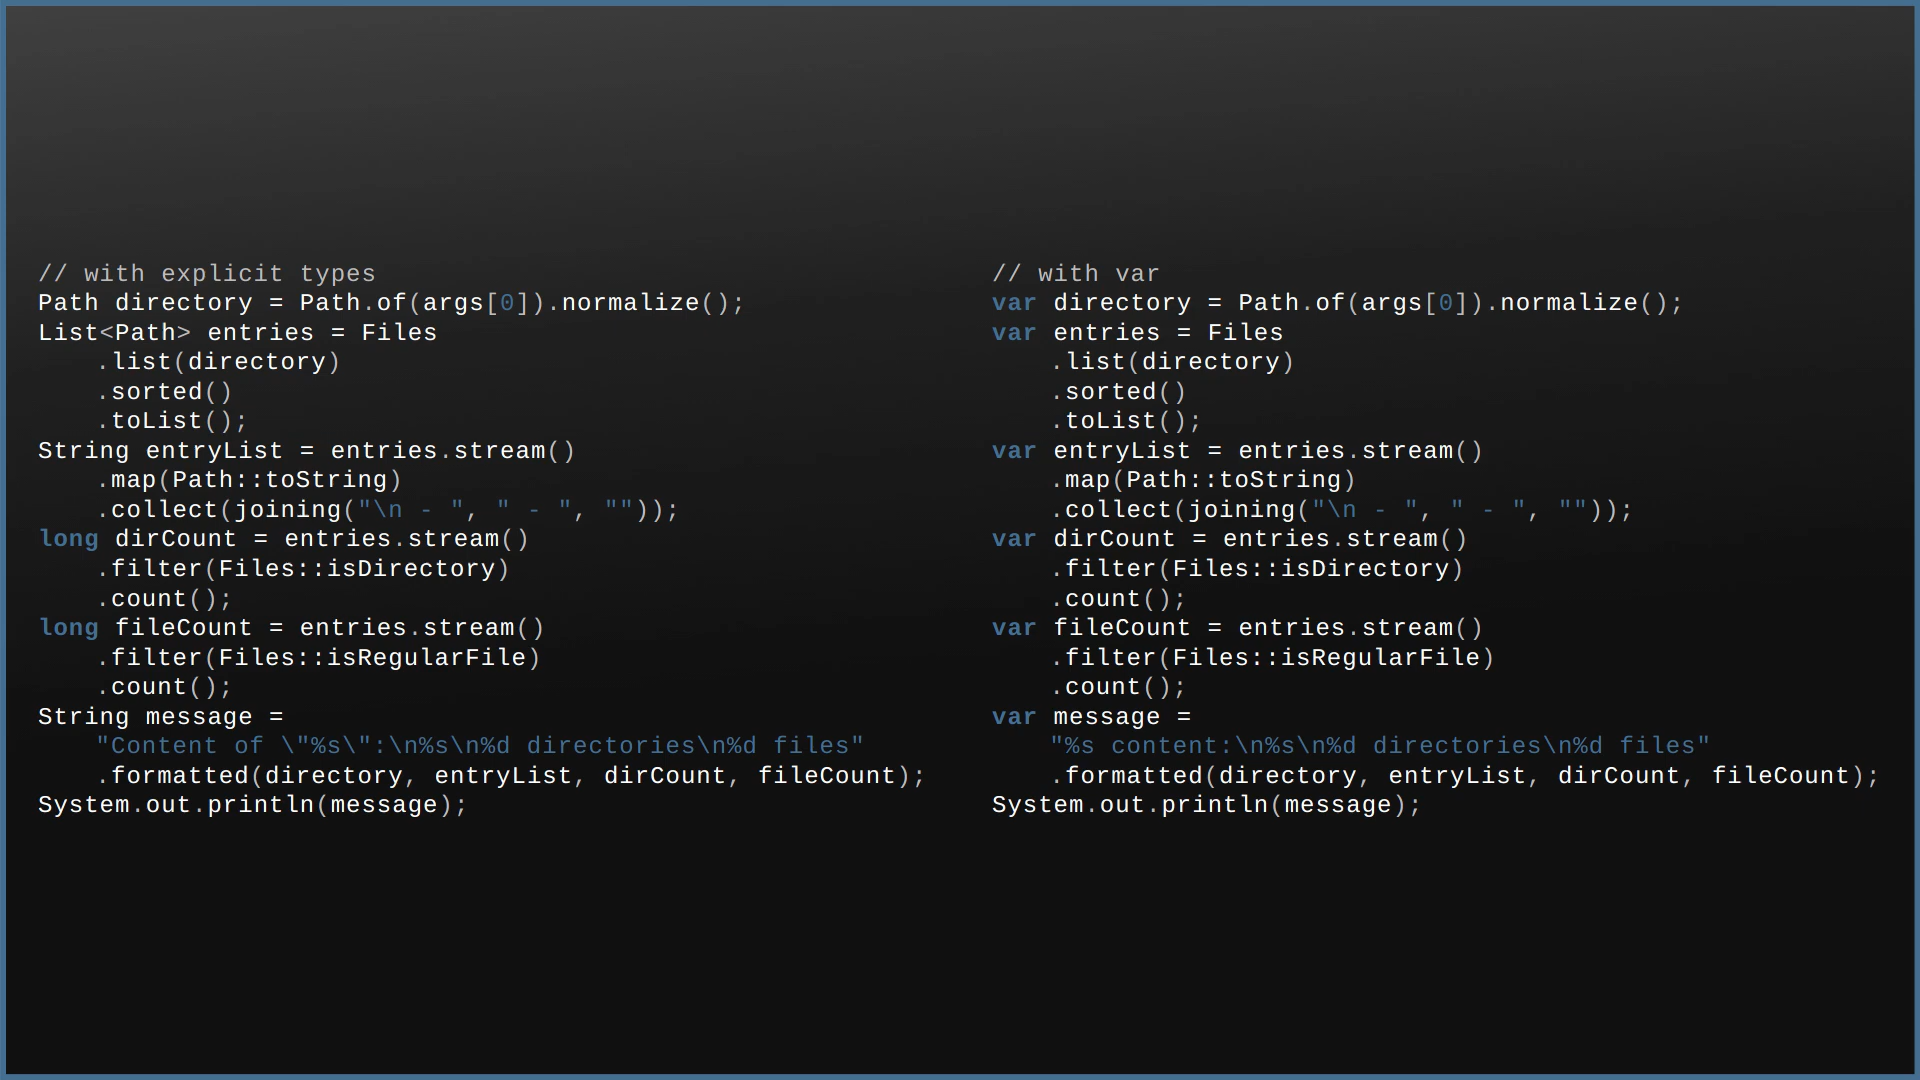 // with explicit types
Path directory = Path.of(args[0]).normalize();
List<Path> entries = Files
    .list(directory)
    .sorted()
    .toList();
String entryList = entries.stream()
    .map(Path::toString)
    .collect(joining("\n - ", " - ", ""));
long dirCount = entries.stream()
    .filter(Files::isDirectory)
    .count();
long fileCount = entries.stream()
    .filter(Files::isRegularFile)
    .count();
String message =
    "Content of \"%s\":\n%s\n%d directories\n%d files"
    .formatted(directory, entryList, dirCount, fileCount);
System.out.println(message);
// with var
var directory = Path.of(args[0]).normalize();
var entries = Files
    .list(directory)
    .sorted()
    .toList();
var entryList = entries.stream()
    .map(Path::toString)
    .collect(joining("\n - ", " - ", ""));
var dirCount = entries.stream()
    .filter(Files::isDirectory)
    .count();
var fileCount = entries.stream()
    .filter(Files::isRegularFile)
    .count();
var message =
    "%s content:\n%s\n%d directories\n%d files"
    .formatted(directory, entryList, dirCount, fileCount);
System.out.println(message);